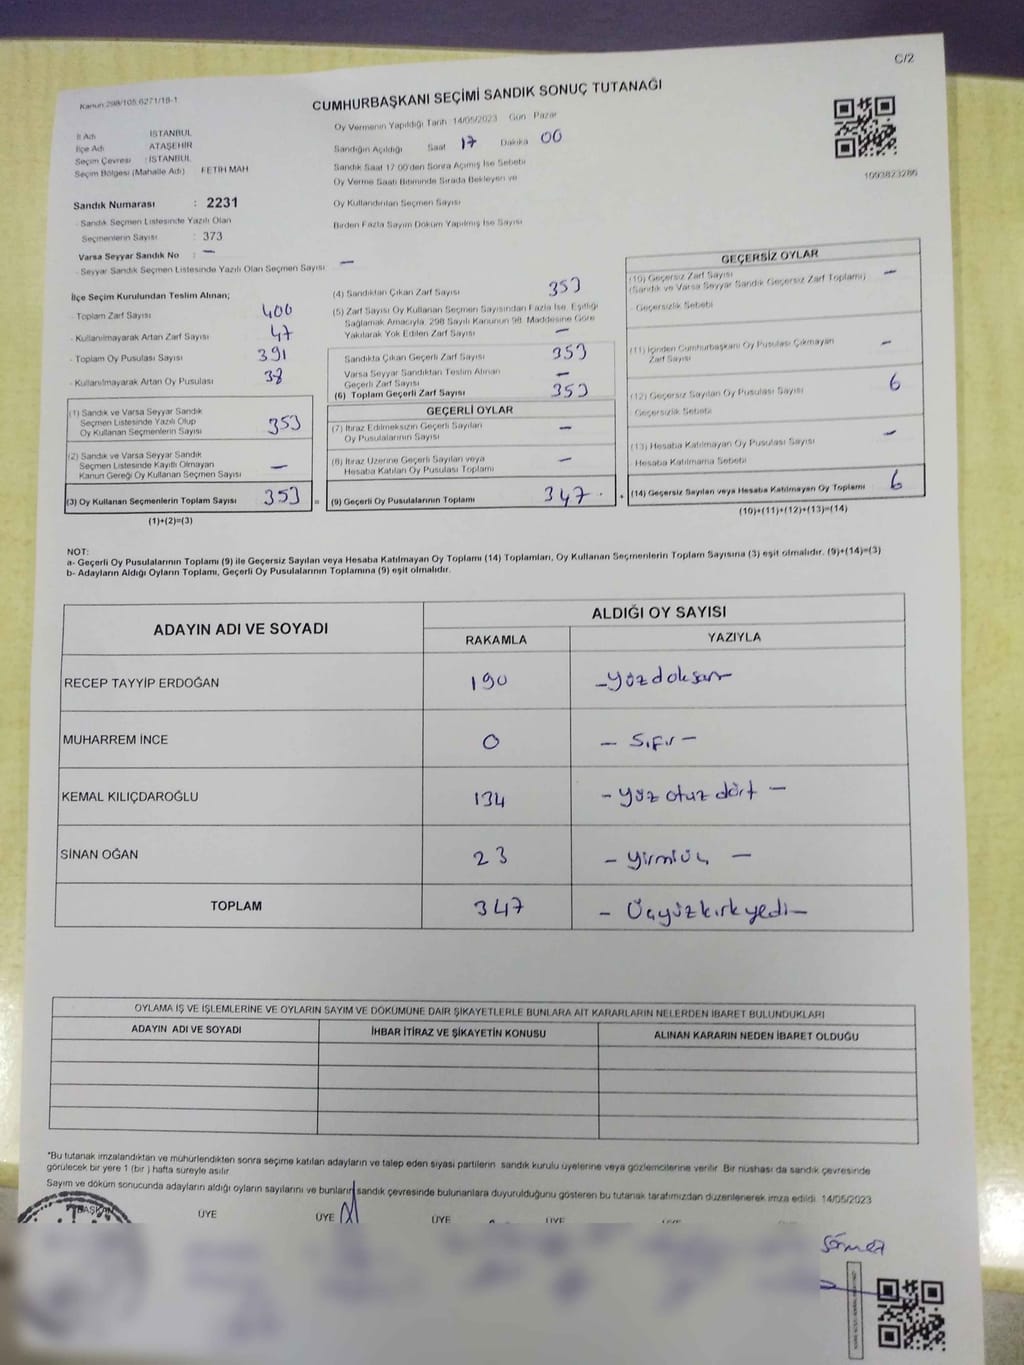 C/2
Kanun 298/105 6271/18-1
CUMHURBAŞKANI SEÇİMİ SANDIK SONUÇ TUTANAĞI
İl Adı İSTANBUL
İlçe Adı ATAŞEHİR
Seçim Çevresi : İSTANBUL
Seçim Bölgesi (Mahalle Adı) FETİH MAH
Sandık Numarası : 2231
Sandık Seçmen Listesinde Yazılı Olan
Seçmenlerin Sayısı : 373
Varsa Seyyar Sandık No : —
- Seyyar Sandık Seçmen Listesinde Yazılı Olan Seçmen Sayısı —
Oy Vermenin Yapıldığı Tarih 14/05/2023 Gün Pazar
Sandığın Açıldığı Saat 17 Dakika 00
Sandık Saat 17 00'den Sonra Açımış İse Sebebi
Oy Verme Saati Bitiminde Sırada Bekleyen ve
Oy Kullandırılan Seçmen Sayısı
Birden Fazla Sayım Döküm Yapılmış İse Sayısı
1093823286
İlçe Seçim Kurulundan Teslim Alınan;
- Toplam Zarf Sayısı 400
- Kullanılmayarak Artan Zarf Sayısı 47
- Toplam Oy Pusulası Sayısı 391
- Kullanılmayarak Artan Oy Pusulası 38
(1) Sandık ve Varsa Seyyar Sandık
Seçmen Listesinde Yazılı Olup
Oy Kullanan Seçmenlerin Sayısı 353
(2) Sandık ve Varsa Seyyar Sandık
Seçmen Listesinde Kayıtlı Olmayan
Kanun Gereği Oy Kullanan Seçmen Sayısı —
(3) Oy Kullanan Seçmenlerin Toplam Sayısı 353 =
(1)+(2)=(3)
(4) Sandıktan Çıkan Zarf Sayısı 353
(5) Zarf Sayısı Oy Kullanan Seçmen Sayısından Fazla İse, Eşitliği
Sağlamak Amacıyla, 298 Sayılı Kanunun 98. Maddesine Göre
Yakılarak Yok Edilen Zarf Sayısı —
Sandıkta Çıkan Geçerli Zarf Sayısı 353
Varsa Seyyar Sandıktan Teslim Alınan
Geçerli Zarf Sayısı —
(6) Toplam Geçerli Zarf Sayısı 353
GEÇERLİ OYLAR
(7) İtiraz Edilmeksizin Geçerli Sayılan
Oy Pusulalarının Sayısı —
(8) İtiraz Üzerine Geçerli Sayılan veya
Hesaba Katılan Oy Pusulası Toplamı —
(9) Geçerli Oy Pusulalarının Toplamı 347 +
GEÇERSİZ OYLAR
(10) Geçersiz Zarf Sayısı
(Sandık ve Varsa Seyyar Sandık Geçersiz Zarf Toplamı) —
- Geçersizlik Sebebi
(11) İçinden Cumhurbaşkanı Oy Pusulası Çıkmayan
Zarf Sayısı —
(12) Geçersiz Sayılan Oy Pusulası Sayısı 6
- Geçersizlik Sebebi
(13) Hesaba Katılmayan Oy Pusulası Sayısı —
Hesaba Katılmama Sebebi
(14) Geçersiz Sayılan veya Hesaba Katılmayan Oy Toplamı 6
(10)+(11)+(12)+(13)=(14)
NOT:
a- Geçerli Oy Pusulalarının Toplamı (9) ile Geçersiz Sayılan veya Hesaba Katılmayan Oy Toplamı (14) Toplamları, Oy Kullanan Seçmenlerin Toplam Sayısına (3) eşit olmalıdır. (9)+(14)=(3)
b- Adayların Aldığı Oyların Toplamı, Geçerli Oy Pusulalarının Toplamına (9) eşit olmalıdır.
ADAYIN ADI VE SOYADI ALDIĞI OY SAYISI
RAKAMLA YAZIYLA
RECEP TAYYİP ERDOĞAN 190 -yüzdoksan-
MUHARREM İNCE 0 - sıfır -
KEMAL KILIÇDAROĞLU 134 - yüz otuz dört -
SİNAN OĞAN 23 - yirmiüç -
TOPLAM 347 - Üçyüzkırkyedi-
OYLAMA İŞ VE İŞLEMLERİNE VE OYLARIN SAYIM VE DÖKÜMÜNE DAİR ŞİKAYETLERLE BUNLARA AİT KARARLARIN NELERDEN İBARET BULUNDUKLARI
ADAYIN ADI VE SOYADI İHBAR İTİRAZ VE ŞİKAYETİN KONUSU ALINAN KARARIN NEDEN İBARET OLDUĞU
*Bu tutanak imzalandıktan ve mühürlendikten sonra seçime katılan adayların ve talep eden siyasi partilerin sandık kurulu üyelerine veya gözlemcilerine verilir. Bir nüshası da sandık çevresinde
görülecek bir yere 1 (bir ) hafta süreyle asılır
Sayım ve döküm sonucunda adayların aldığı oyların sayılarını ve bunların sandık çevresinde bulunanlara duyurulduğunu gösteren bu tutanak tarafımızdan düzenlenerek imza edildi. 14/05/2023
BAŞKAN ÜYE ÜYE ÜYE ÜYE